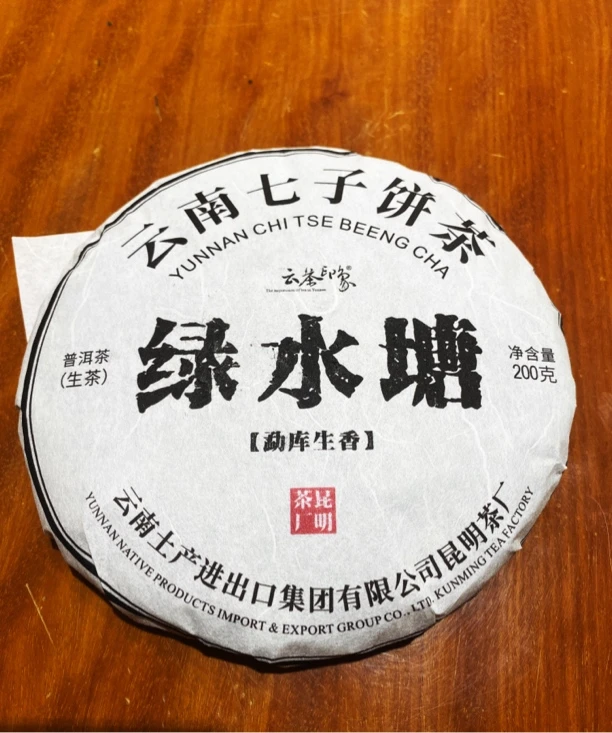 云南七子饼茶
YUNNAN CHI TSE BEENG CHA
云茶印象®
普洱茶
（生茶）
绿水塘
净含量
200克
【勐库生香】
昆明
茶厂
云南土产进出口集团有限公司昆明茶厂
YUNNAN NATIVE PRODUCTS IMPORT & EXPORT GROUP CO., LTD. KUNMING TEA FACTORY